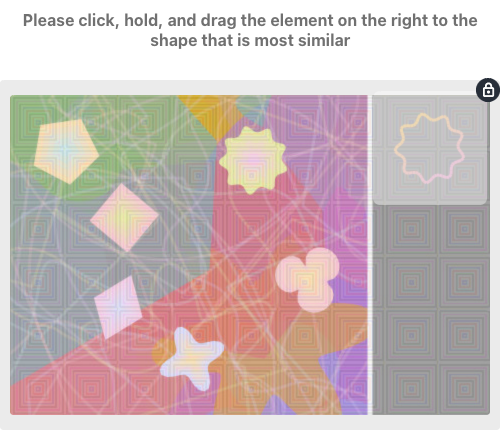 Please click, hold, and drag the element on the right to the
shape that is most similar